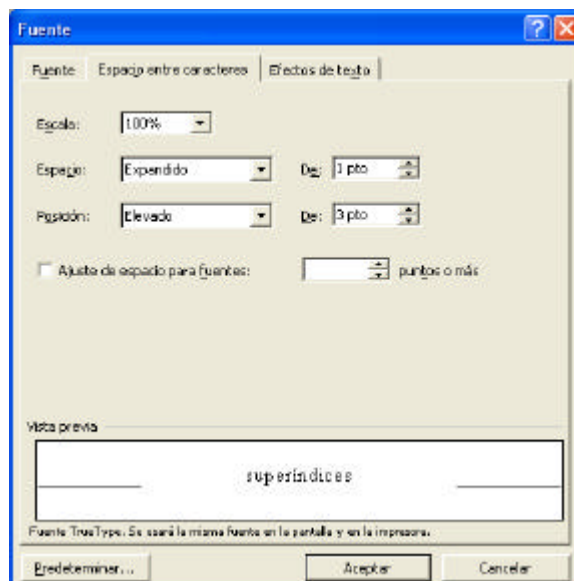 Fuente
Fuente Espacio entre caracteres Efectos de texto
Escala: 100%
Espacio: Expandido De: 1 pto
Posición: Elevado De: 3 pto
Ajuste de espacio para fuentes: puntos o más
Vista previa
superíndices
Fuente TrueType. Se usará la misma fuente en la pantalla y en la impresora.
Predeterminar... Aceptar Cancelar